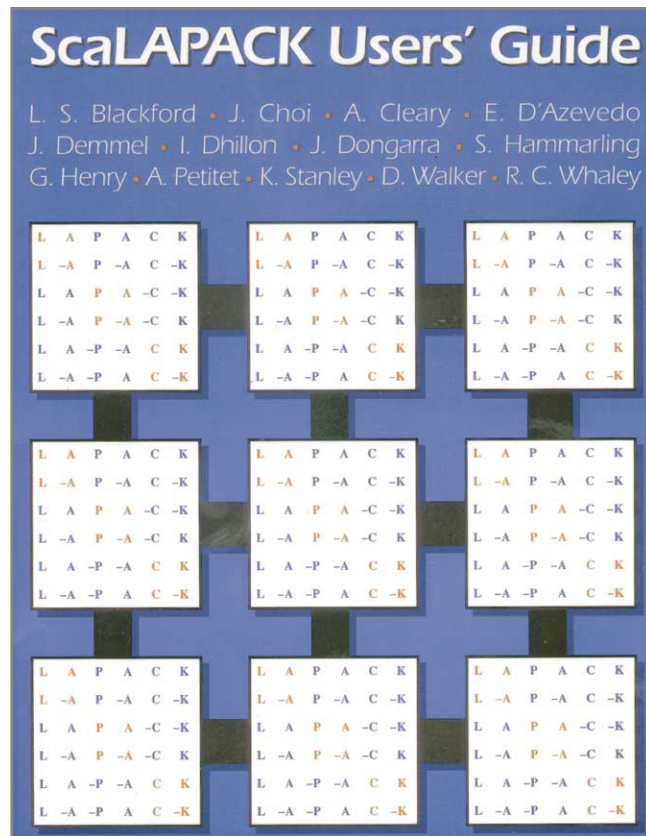 ScaLAPACK Users' Guide
L. S. Blackford • J. Choi • A. Cleary • E. D'Azevedo
J. Demmel • I. Dhillon • J. Dongarra • S. Hammarling
G. Henry • A. Petitet • K. Stanley • D. Walker • R. C. Whaley
L A P A C K
L -A P -A C -K
L A P A -C -K
L -A P -A -C K
L A -P -A C K
L -A -P A C -K
L A P A C K
L -A P -A C -K
L A P A -C -K
L -A P -A -C K
L A -P -A C K
L -A -P A C -K
L A P A C K
L -A P -A C -K
L A P A -C -K
L -A P -A -C K
L A -P -A C K
L -A -P A C -K
L A P A C K
L -A P -A C -K
L A P A -C -K
L -A P -A -C K
L A -P -A C K
L -A -P A C -K
L A P A C K
L -A P -A C -K
L A P A -C -K
L -A P -A -C K
L A -P -A C K
L -A -P A C -K
L A P A C K
L -A P -A C -K
L A P A -C -K
L -A P -A -C K
L A -P -A C K
L -A -P A C -K
L A P A C K
L -A P -A C -K
L A P A -C -K
L -A P -A -C K
L A -P -A C K
L -A -P A C -K
L A P A C K
L -A P -A C -K
L A P A -C -K
L -A P -A -C K
L A -P -A C K
L -A -P A C -K
L A P A C K
L -A P -A C -K
L A P A -C -K
L -A P -A -C K
L A -P -A C K
L -A -P A C -K